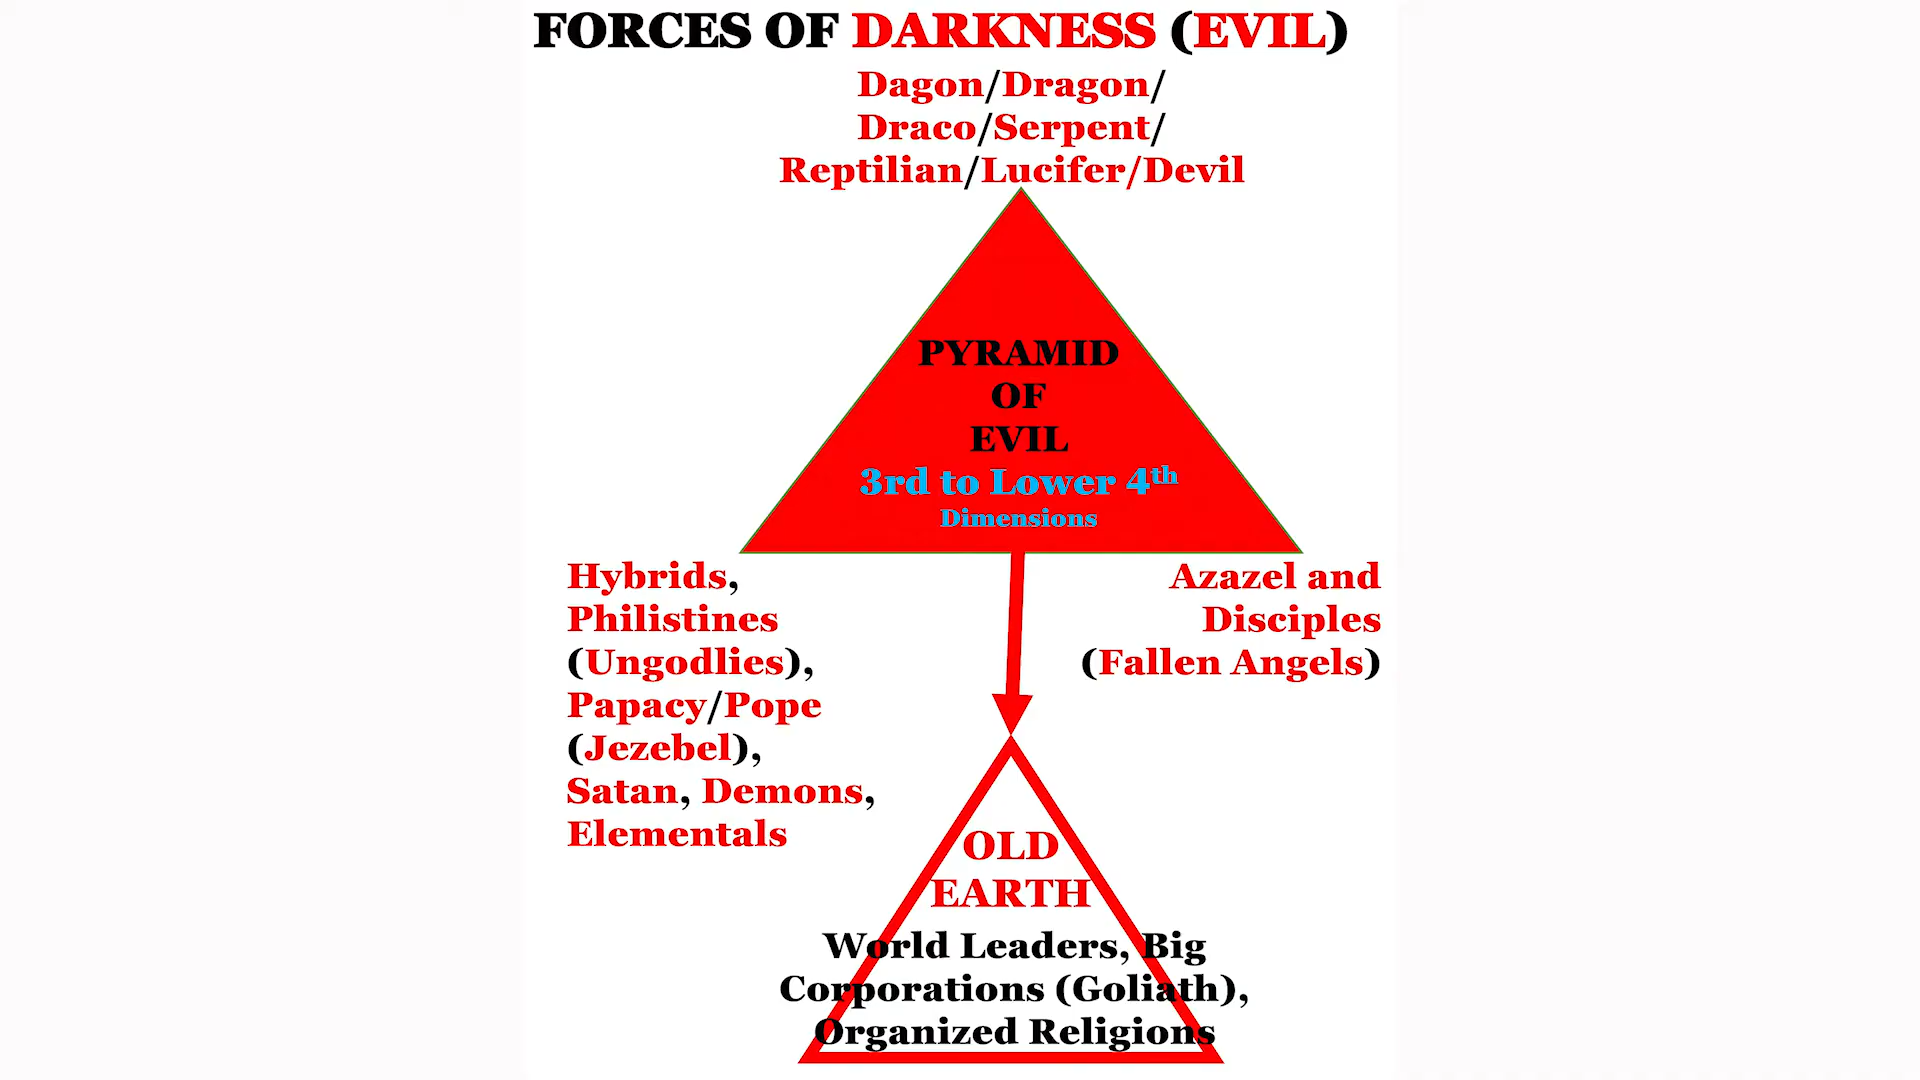 FORCES OF DARKNESS (EVIL)
Dagon/Dragon/
Draco/Serpent/
Reptilian/Lucifer/Devil
PYRAMID
OF
EVIL
3rd to Lower 4th
Dimensions
Hybrids,
Philistines
(Ungodlies),
Papacy/Pope
(Jezebel),
Satan, Demons,
Elementals
Azazel and
Disciples
(Fallen Angels)
OLD
EARTH
World Leaders, Big
Corporations (Goliath),
Organized Religions